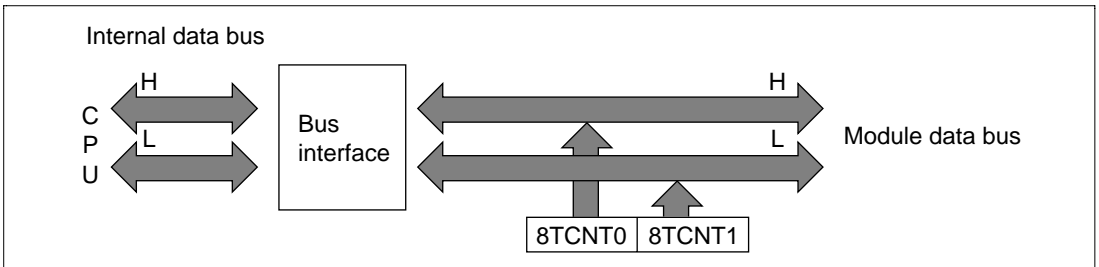 Internal data bus
H
H
C
P
U
L
L
Bus
interface
Module data bus
8TCNT0
8TCNT1